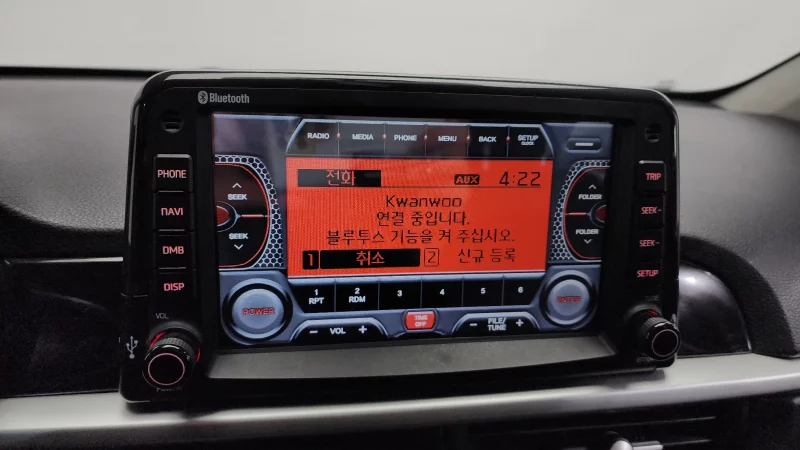 Bluetooth
RADIO MEDIA PHONE MENU BACK SETUP
CLOCK
PHONE
NAVI
DMB
DISP
VOL
SEEK
SEEK
전화 AUX 4:22
Kwanwoo
연결 중입니다.
블루투스 기능을 켜 주십시오.
1 취소 2 신규 등록
FOLDER
FOLDER
TRIP
SEEK
SEEK
SETUP
POWER
1 RPT
2 RDM
3
4
5
6
ENTER
− VOL +
TIME
OFF
− FILE/
TUNE +